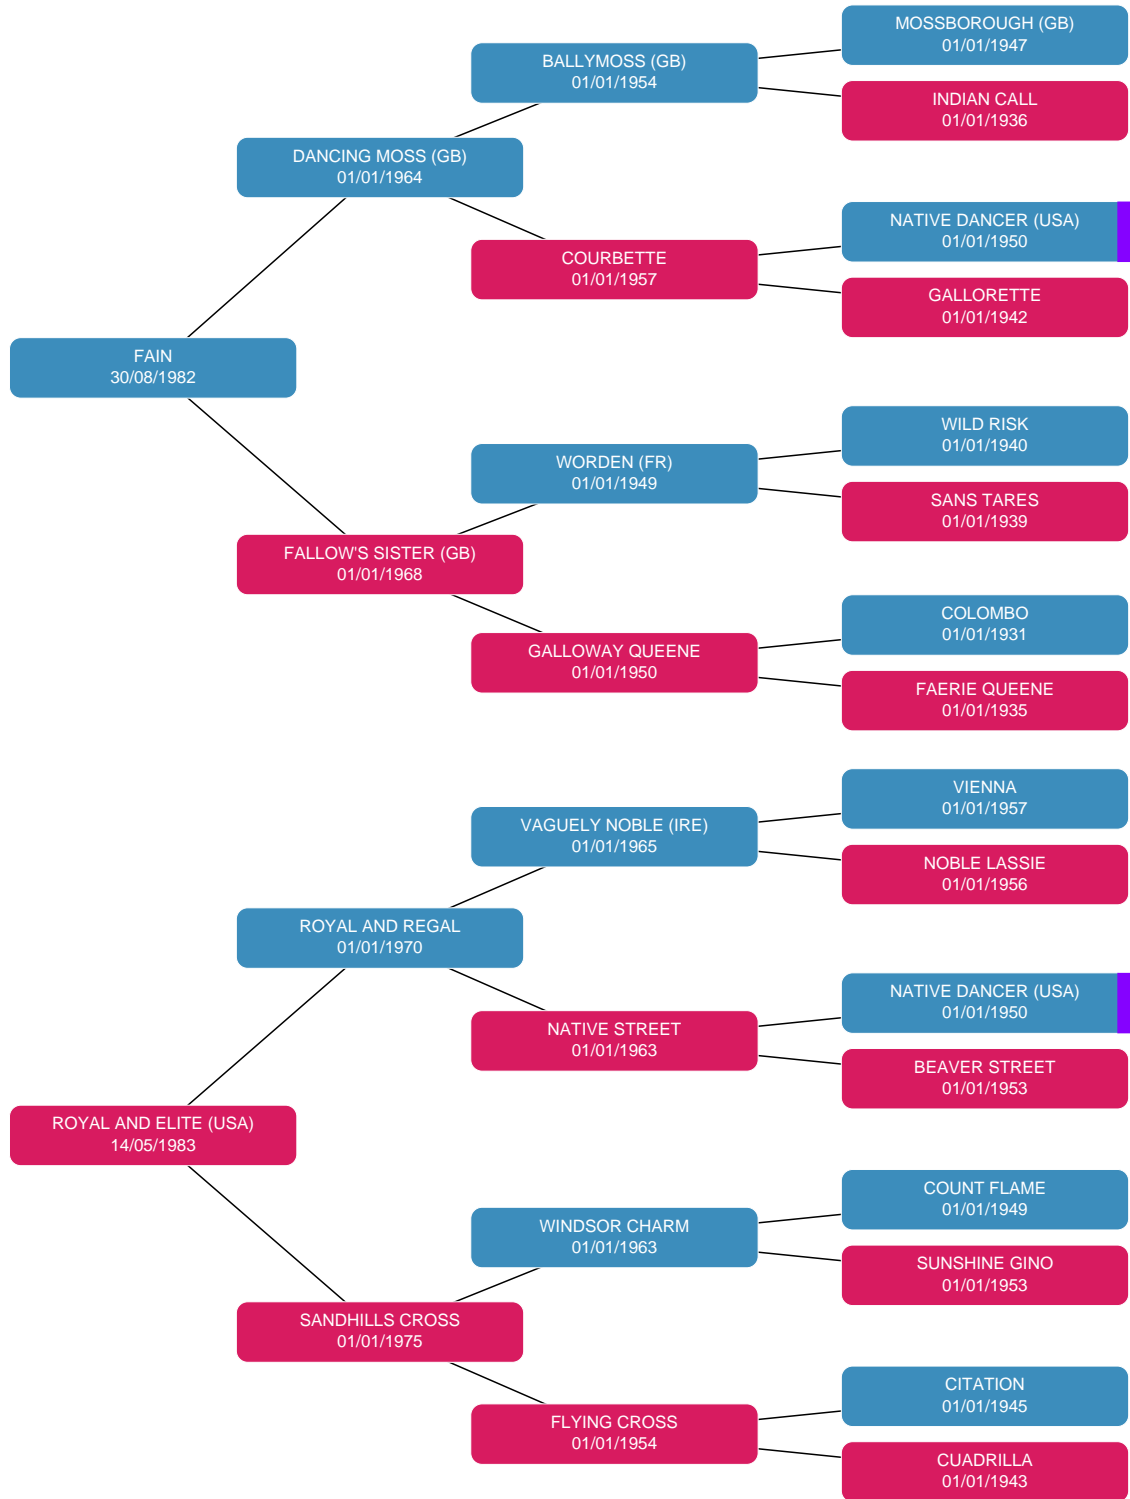 MOSSBOROUGH (GB)
01/01/1947
BALLYMOSS (GB)
01/01/1954
INDIAN CALL
01/01/1936
DANCING MOSS (GB)
01/01/1964
NATIVE DANCER (USA)
01/01/1950
COURBETTE
01/01/1957
GALLORETTE
01/01/1942
FAIN
30/08/1982
WILD RISK
01/01/1940
WORDEN (FR)
01/01/1949
SANS TARES
01/01/1939
FALLOW'S SISTER (GB)
01/01/1968
COLOMBO
01/01/1931
GALLOWAY QUEENE
01/01/1950
FAERIE QUEENE
01/01/1935
VIENNA
01/01/1957
VAGUELY NOBLE (IRE)
01/01/1965
NOBLE LASSIE
01/01/1956
ROYAL AND REGAL
01/01/1970
NATIVE DANCER (USA)
01/01/1950
NATIVE STREET
01/01/1963
BEAVER STREET
01/01/1953
ROYAL AND ELITE (USA)
14/05/1983
COUNT FLAME
01/01/1949
WINDSOR CHARM
01/01/1963
SUNSHINE GINO
01/01/1953
SANDHILLS CROSS
01/01/1975
CITATION
01/01/1945
FLYING CROSS
01/01/1954
CUADRILLA
01/01/1943